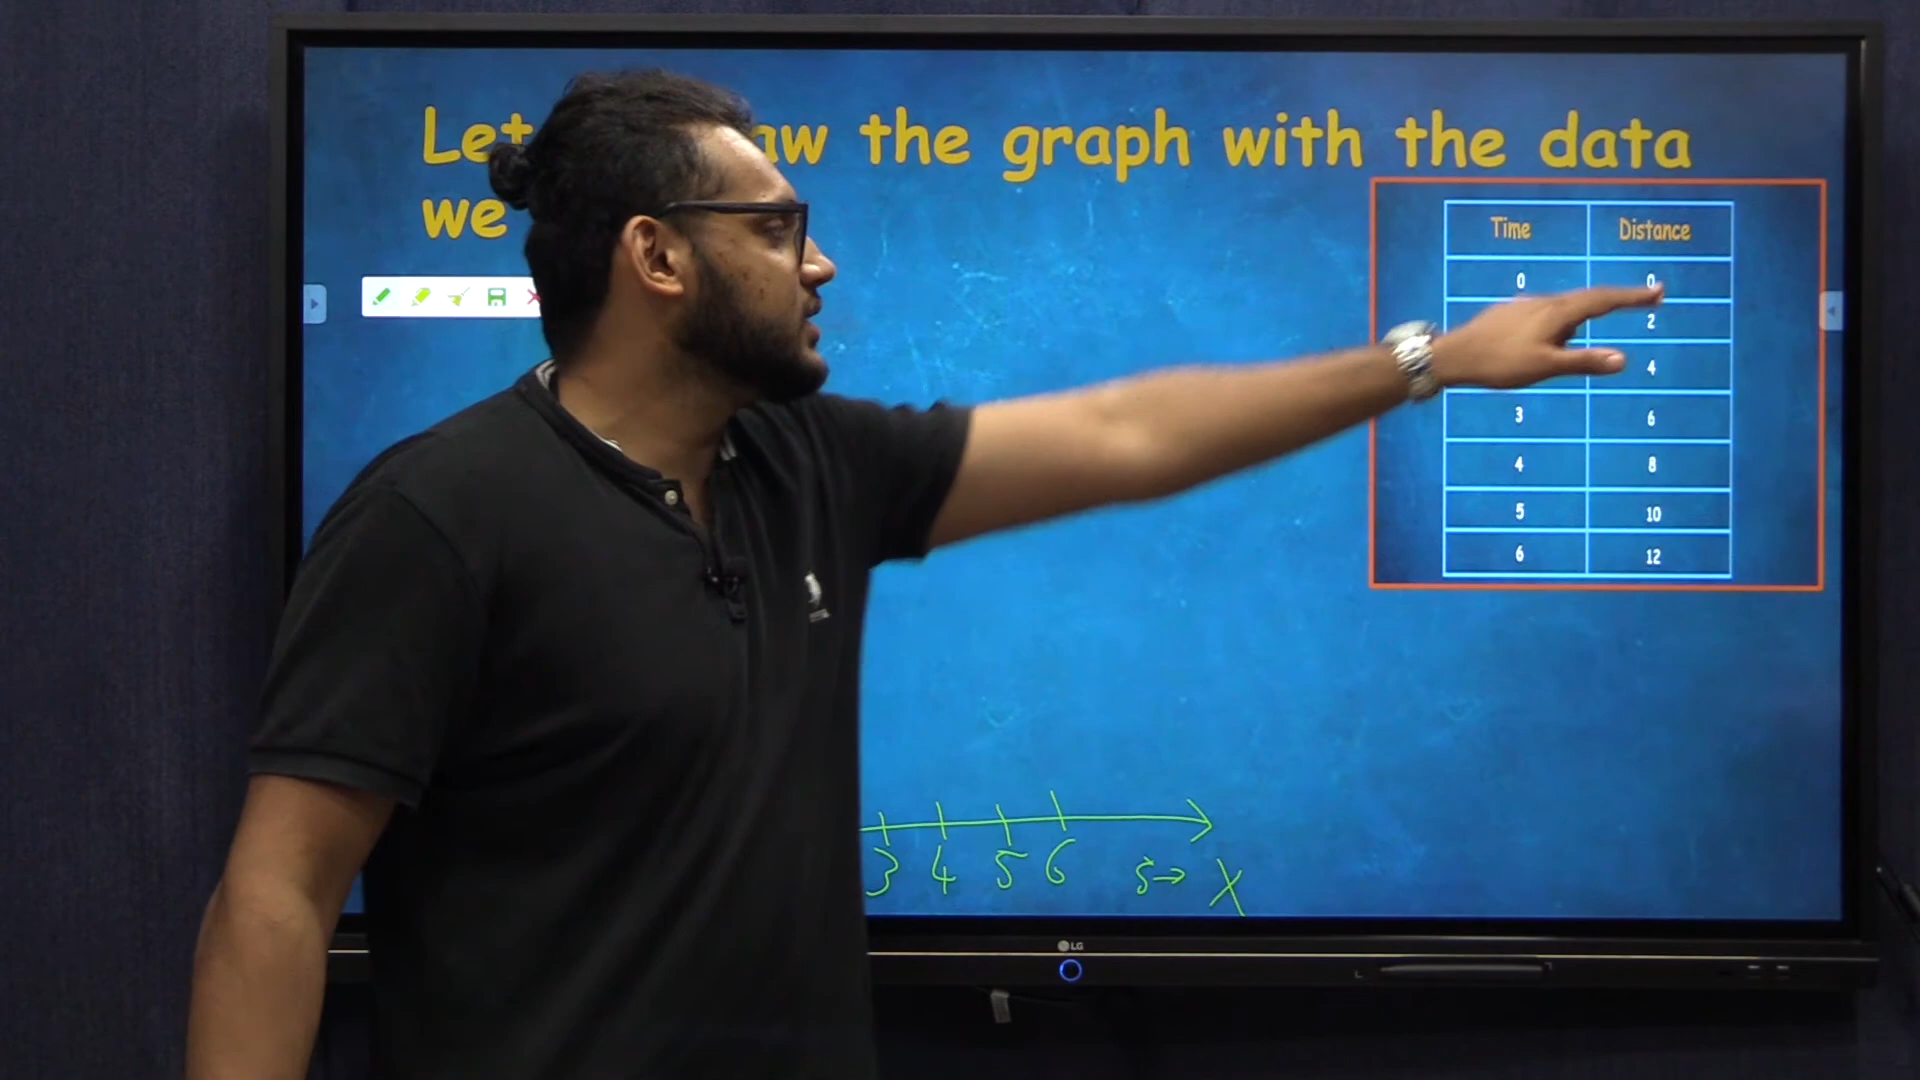 Let aw the graph with the data
we
Time Distance
0 0
2
4
3 6
4 8
5 10
6 12
3 4 5 6 s→ X
LG